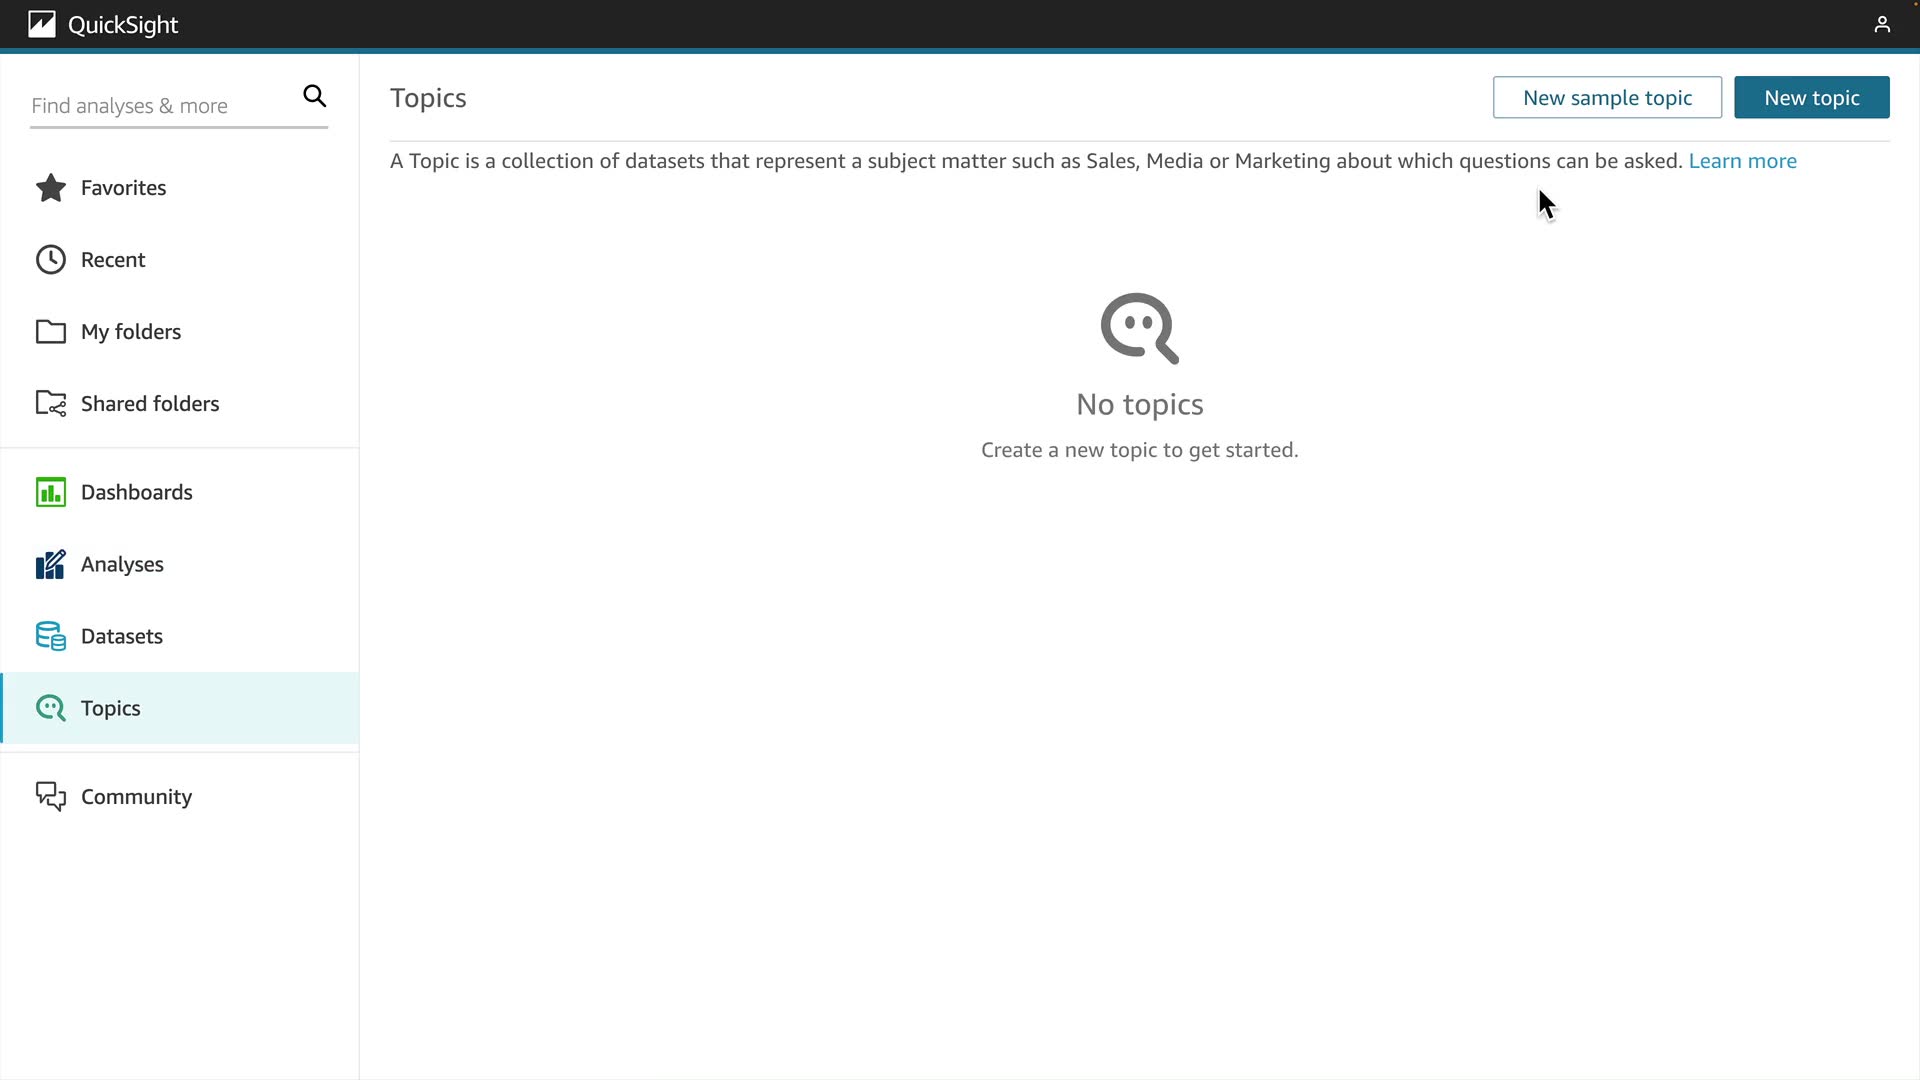 QuickSight
Find analyses & more
Favorites
Recent
My folders
Shared folders
Dashboards
Analyses
Datasets
Topics
Community
Topics
New sample topic
New topic
A Topic is a collection of datasets that represent a subject matter such as Sales, Media or Marketing about which questions can be asked. Learn more
No topics
Create a new topic to get started.